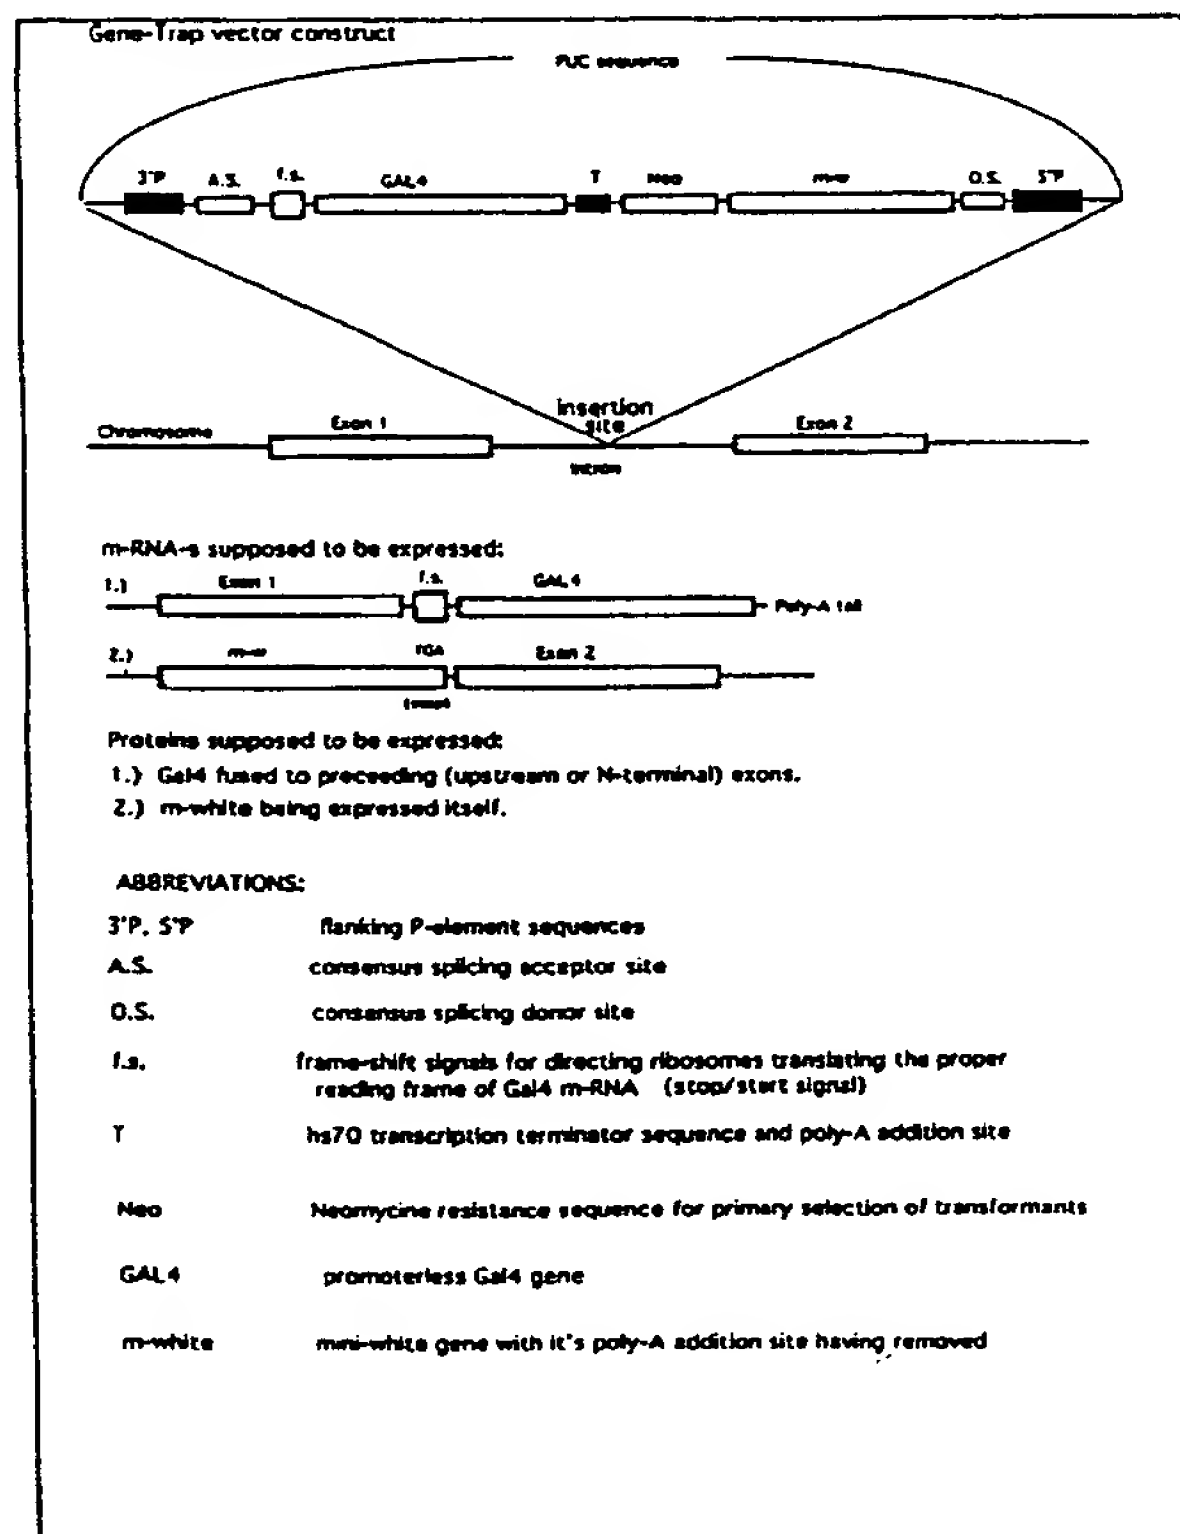 Gene-Trap vector construct
PUC sequence
3'P A.S. f.s. GAL4 T Neo m-w D.S. 5'P
insertion
site
Chromosome Exon 1 Exon 2
intron
m-RNA-s supposed to be expressed:
1.) Exon 1 f.s. GAL4 Poly-A tail
2.) m-w TGA Exon 2
Proteins supposed to be expressed:
1.) Gal4 fused to preceeding (upstream or N-terminal) exons.
2.) m-white being expressed itself.
ABBREVIATIONS:
3'P, 5'P flanking P-element sequences
A.S. consensus splicing acceptor site
D.S. consensus splicing donor site
f.s. frame-shift signals for directing ribosomes translating the proper
reading frame of Gal4 m-RNA (stop/start signal)
T hs70 transcription terminator sequence and poly-A addition site
Neo Neomycine resistance sequence for primary selection of transformants
GAL4 promoterless Gal4 gene
m-white mini-white gene with it's poly-A addition site having removed